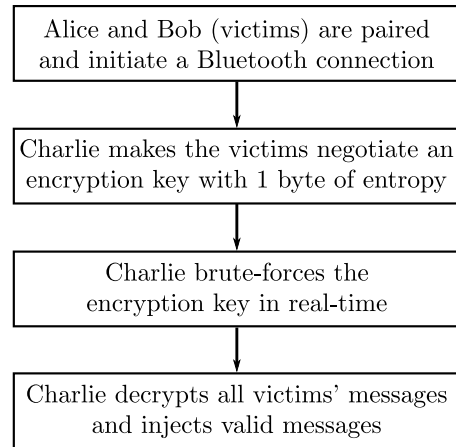 Alice and Bob (victims) are paired
and initiate a Bluetooth connection
Charlie makes the victims negotiate an
encryption key with 1 byte of entropy
Charlie brute-forces the
encryption key in real-time
Charlie decrypts all victims' messages
and injects valid messages